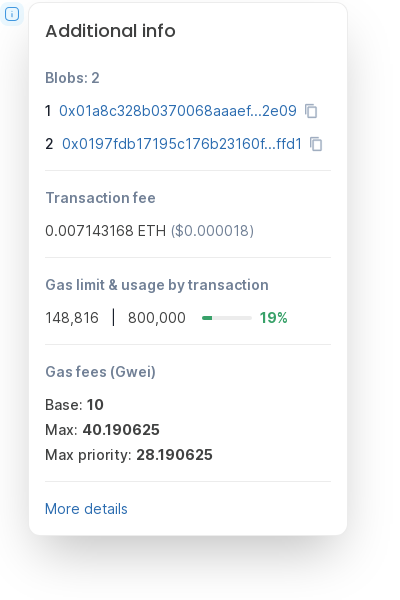 Additional info
Blobs: 2
1 0x01a8c328b0370068aaaef...2e09
2 0x0197fdb17195c176b23160f...ffd1
Transaction fee
0.007143168 ETH ($0.000018)
Gas limit & usage by transaction
148,816 | 800,000 19%
Gas fees (Gwei)
Base: 10
Max: 40.190625
Max priority: 28.190625
More details